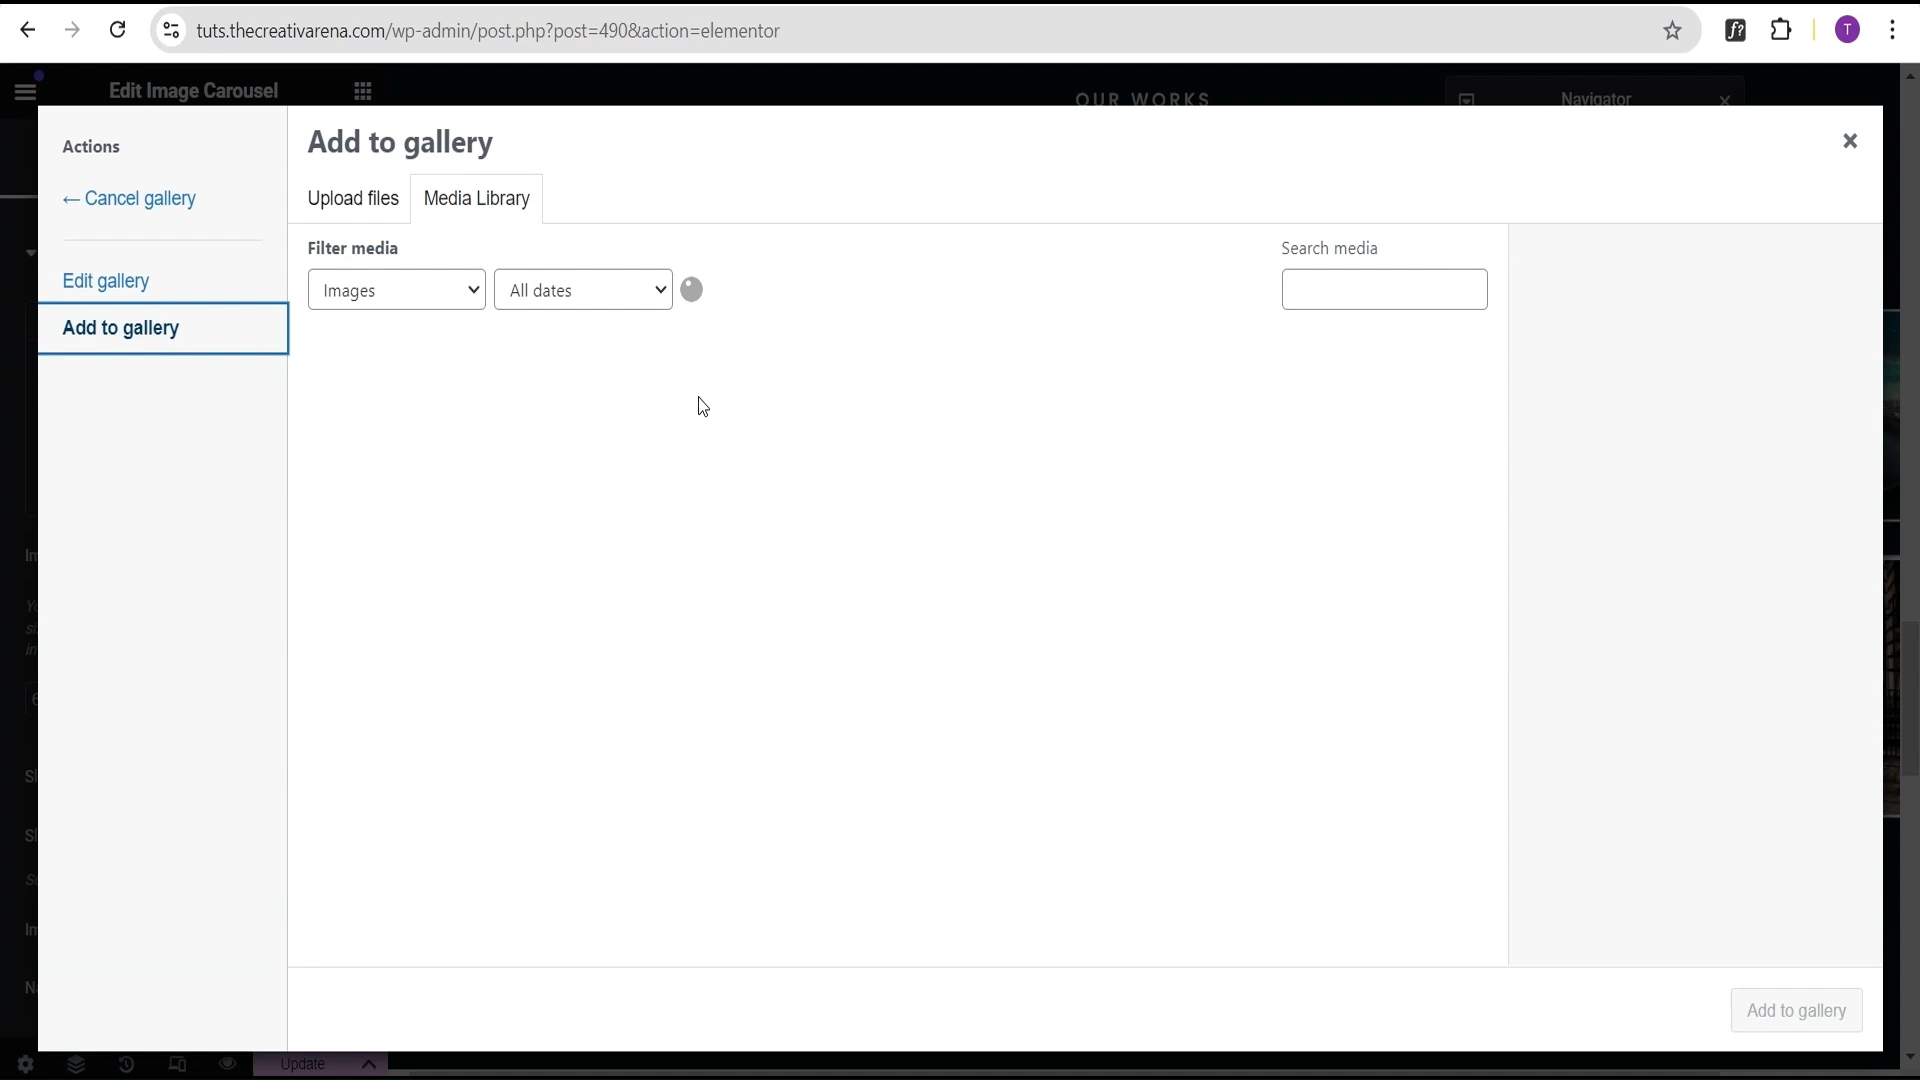 tuts.thecreativarena.com/wp-admin/post.php?post=490&action=elementor
f?
T
Edit Image Carousel
OUR WORKS
Navigator
Actions
← Cancel gallery
Edit gallery
Add to gallery
Add to gallery
Upload files
Media Library
Filter media
Images
All dates
Search media
Add to gallery
Update